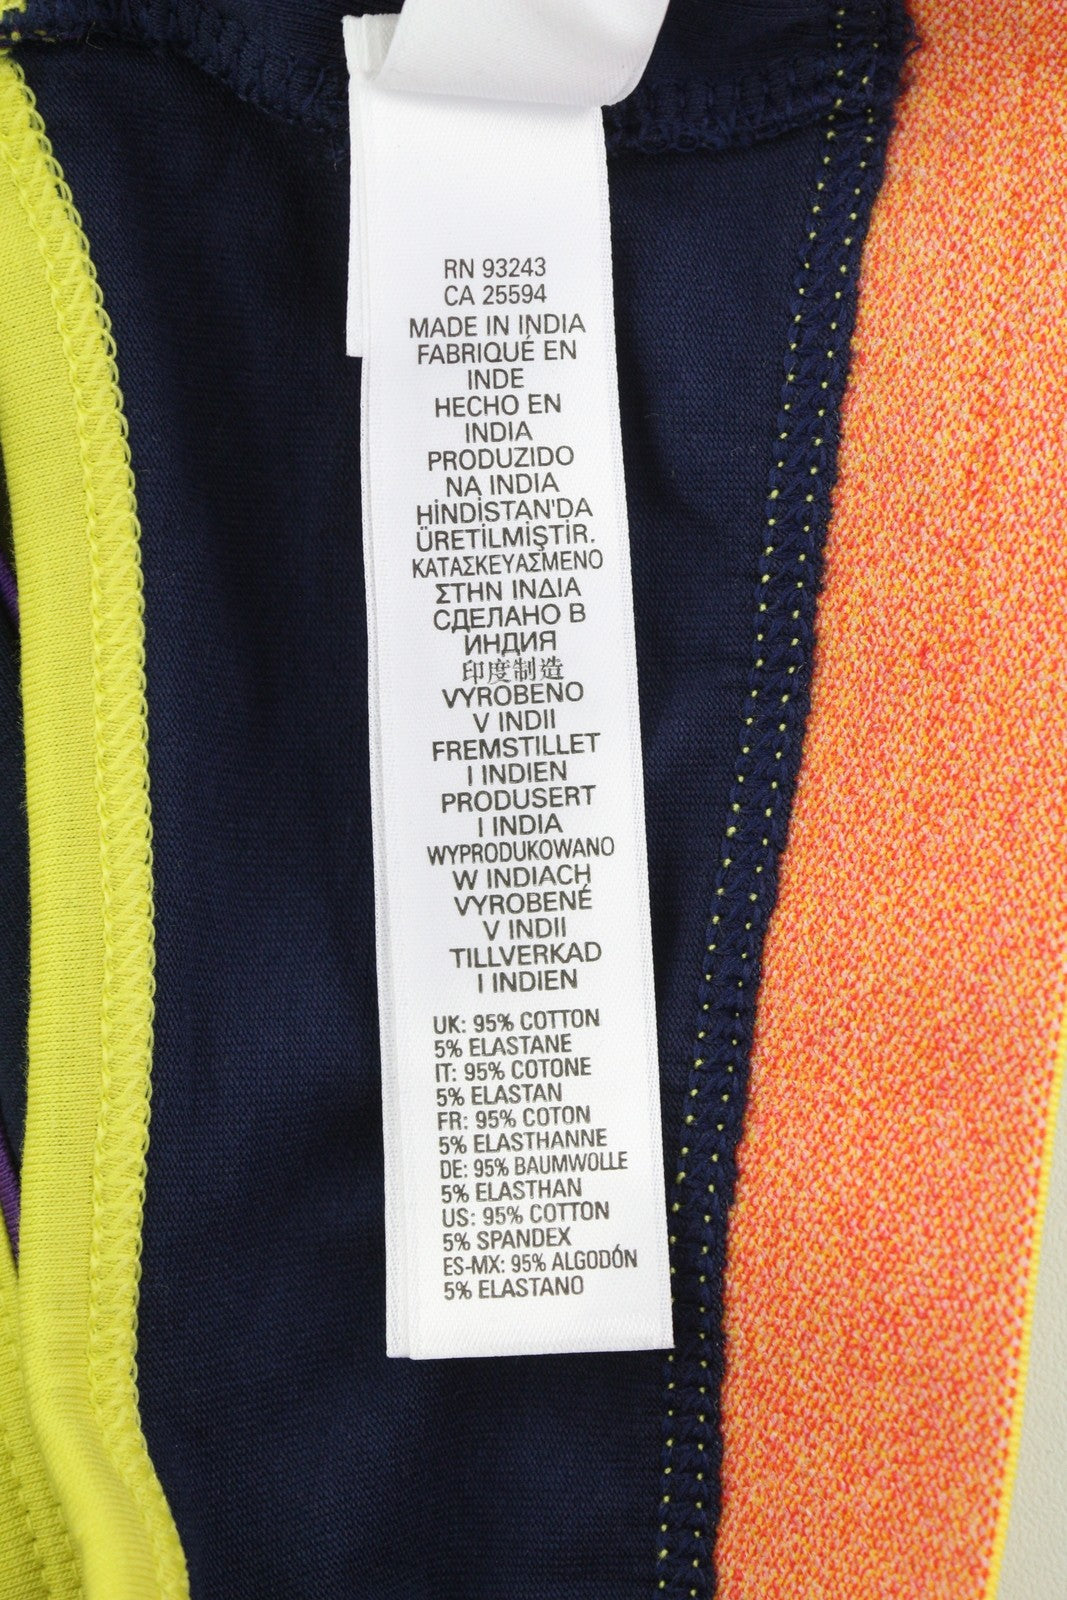 RN 93243
CA 25594
MADE IN INDIA
FABRIQUÉ EN
INDE
HECHO EN
INDIA
PRODUZIDO
NA INDIA
HİNDİSTAN'DA
ÜRETİLMİŞTİR.
ΚΑΤΑΣΚΕΥΑΣΜΕΝΟ
ΣΤΗΝ ΙΝΔΙΑ
СДЕЛАНО В
ИНДИЯ
印度制造
VYROBENO
V INDII
FREMSTILLET
I INDIEN
PRODUSERT
I INDIA
WYPRODUKOWANO
W INDIACH
VYROBENÉ
V INDII
TILLVERKAD
I INDIEN
UK: 95% COTTON
5% ELASTANE
IT: 95% COTONE
5% ELASTAN
FR: 95% COTON
5% ELASTHANNE
DE: 95% BAUMWOLLE
5% ELASTHAN
US: 95% COTTON
5% SPANDEX
ES-MX: 95% ALGODÓN
5% ELASTANO